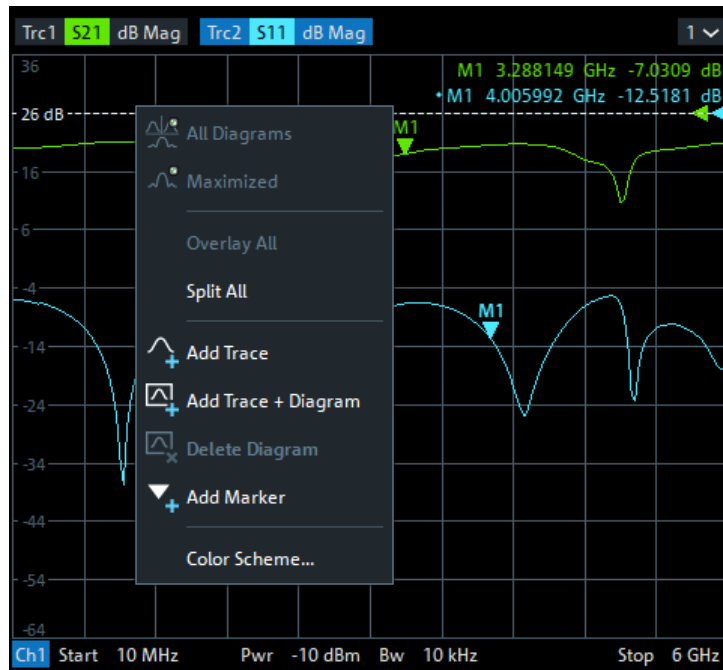 Trc1 S21 dB Mag Trc2 S11 dB Mag 1
36
M1 3.288149 GHz -7.0309 dB
•M1 4.005992 GHz -12.5181 dB
26 dB
M1
All Diagrams
16
Maximized
6
Overlay All
-4
Split All
M1
-14
Add Trace
Add Trace + Diagram
-24
Delete Diagram
-34
Add Marker
-44
Color Scheme...
-54
-64
Ch1 Start 10 MHz Pwr -10 dBm Bw 10 kHz Stop 6 GHz